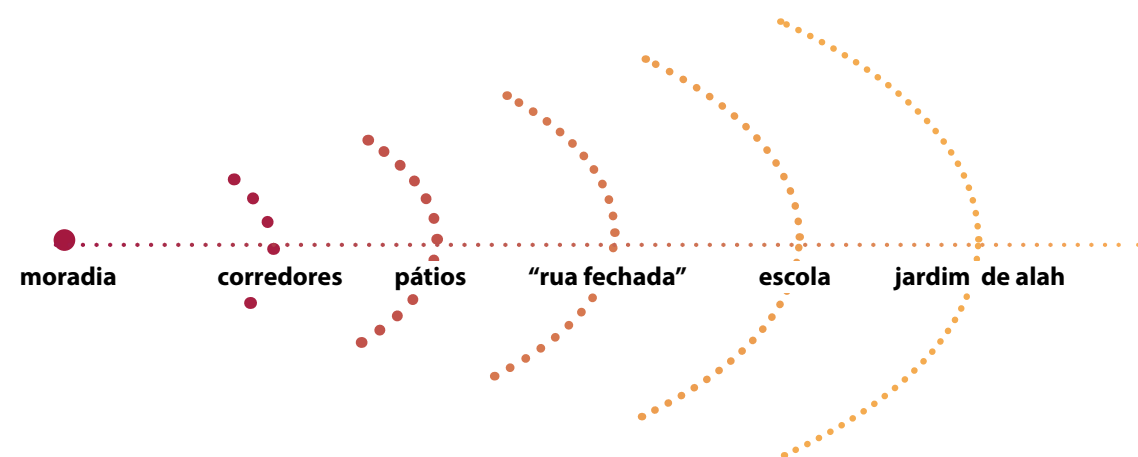 moradia corredores pátios “rua fechada” escola jardim de alah